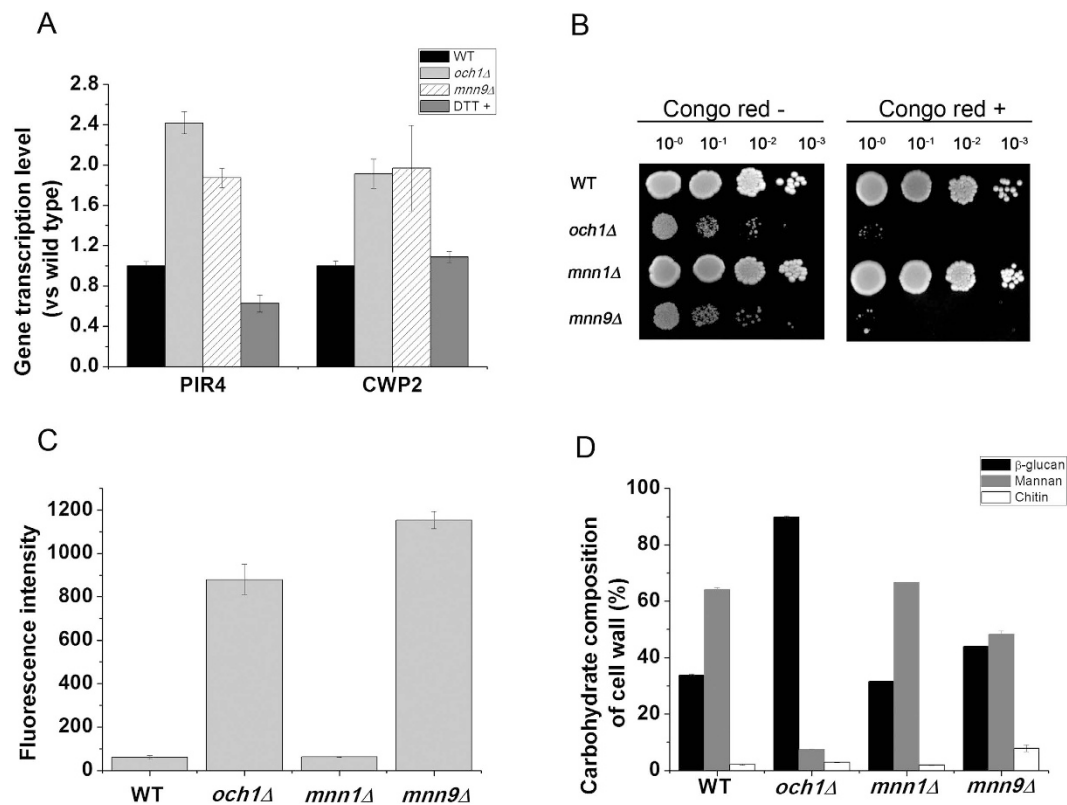 A
WT
och1Δ
mnn9Δ
DTT +
Gene transcription level
(vs wild type)
2.8
2.4
2.0
1.6
1.2
0.8
0.4
0.0
PIR4
CWP2
B
Congo red -
Congo red +
10⁻⁰ 10⁻¹ 10⁻² 10⁻³
10⁻⁰ 10⁻¹ 10⁻² 10⁻³
WT
och1Δ
mnn1Δ
mnn9Δ
C
Fluorescence intensity
1200
1000
800
600
400
200
0
WT
och1Δ
mnn1Δ
mnn9Δ
D
β-glucan
Mannan
Chitin
Carbohydrate composition
of cell wall (%)
100
80
60
40
20
0
WT
och1Δ
mnn1Δ
mnn9Δ